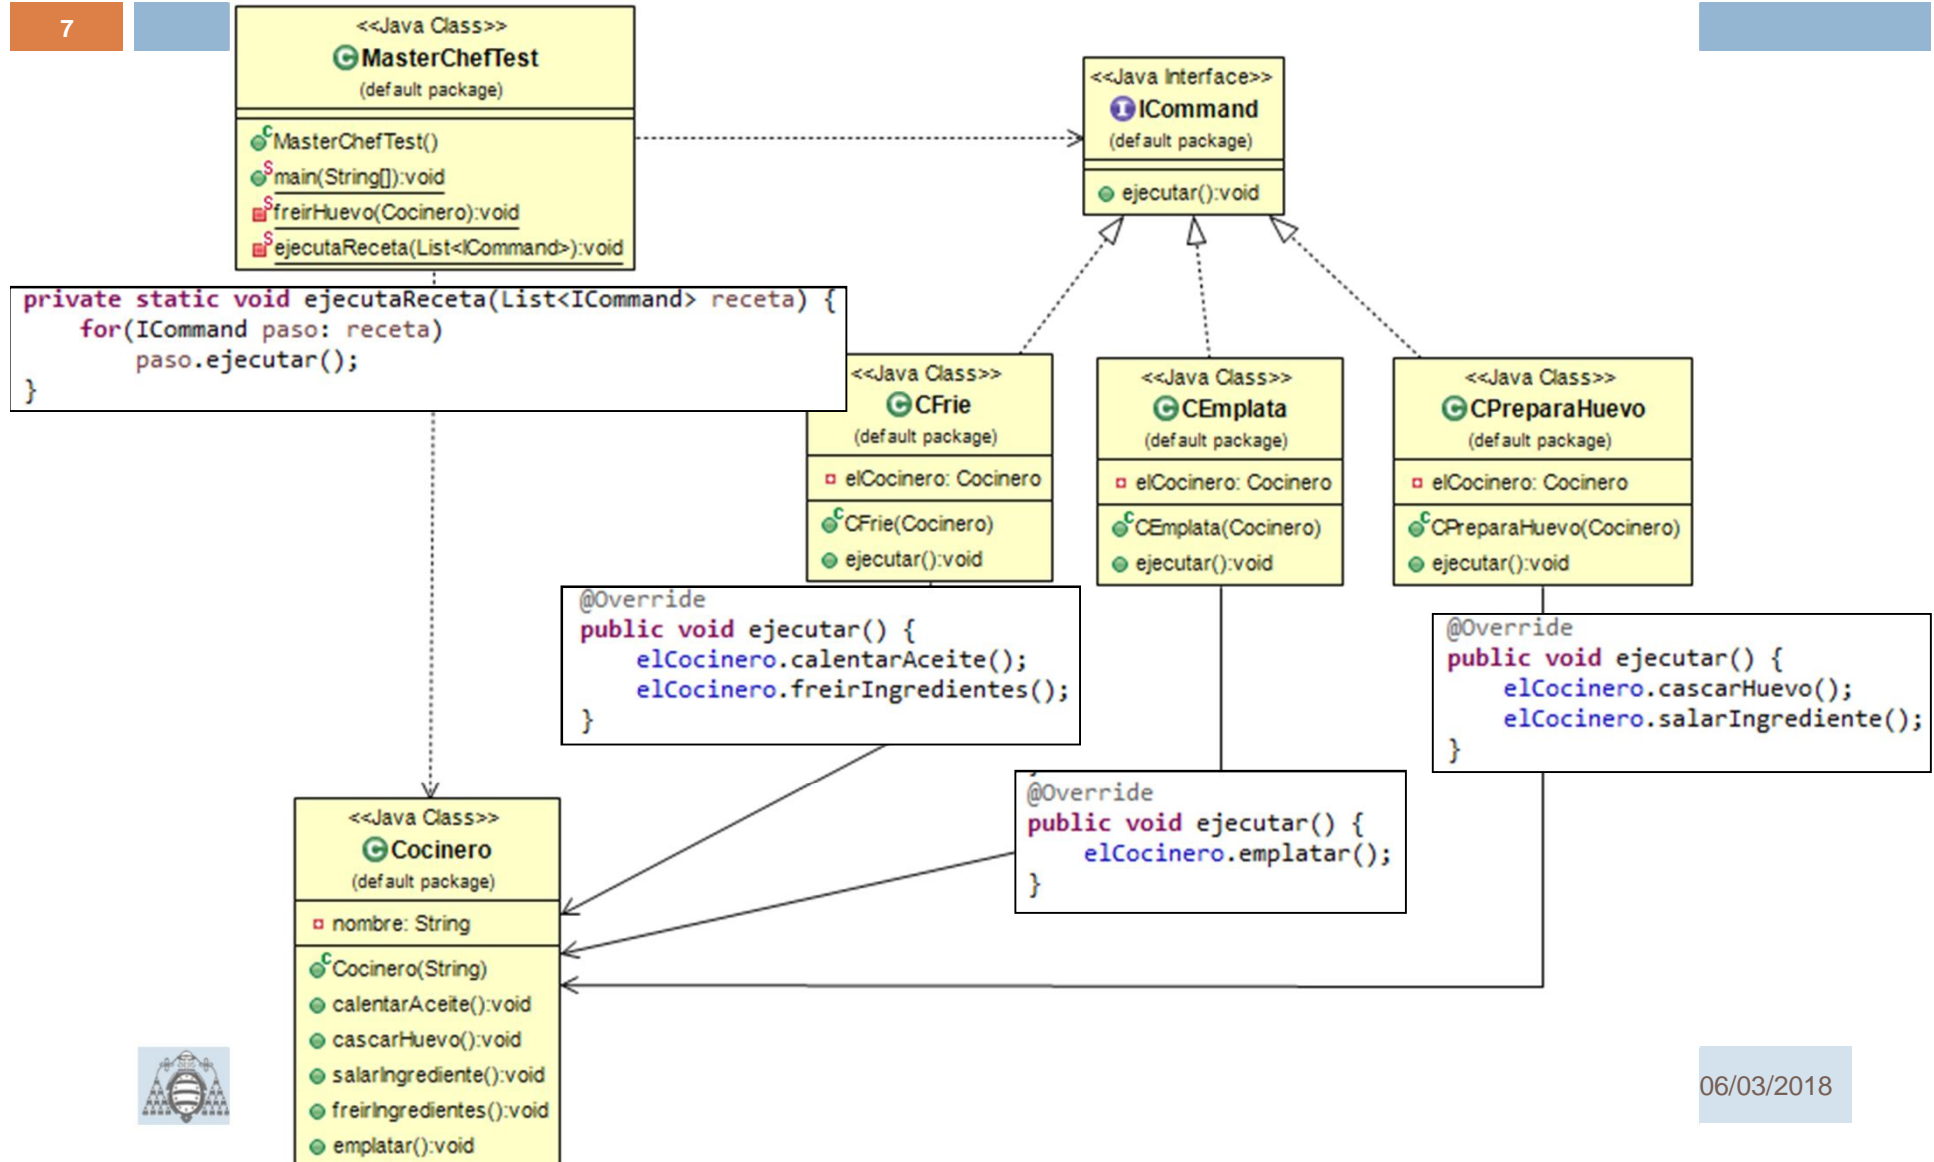 7
<<Java Class>>
MasterChefTest
(default package)
MasterChefTest()
main(String[]):void
freirHuevo(Cocinero):void
ejecutaReceta(List<ICommand>):void
<<Java Interface>>
ICommand
(default package)
ejecutar():void
private static void ejecutaReceta(List<ICommand> receta) {
for(ICommand paso: receta)
paso.ejecutar();
}
<<Java Class>>
CFrie
(default package)
elCocinero: Cocinero
CFrie(Cocinero)
ejecutar():void
<<Java Class>>
CEmplata
(default package)
elCocinero: Cocinero
CEmplata(Cocinero)
ejecutar():void
<<Java Class>>
CPreparaHuevo
(default package)
elCocinero: Cocinero
CPreparaHuevo(Cocinero)
ejecutar():void
@Override
public void ejecutar() {
elCocinero.calentarAceite();
elCocinero.freirIngredientes();
}
@Override
public void ejecutar() {
elCocinero.cascarHuevo();
elCocinero.salarIngrediente();
}
@Override
public void ejecutar() {
elCocinero.emplatar();
}
<<Java Class>>
Cocinero
(default package)
nombre: String
Cocinero(String)
calentarAceite():void
cascarHuevo():void
salarIngrediente():void
freirIngredientes():void
emplatar():void
06/03/2018